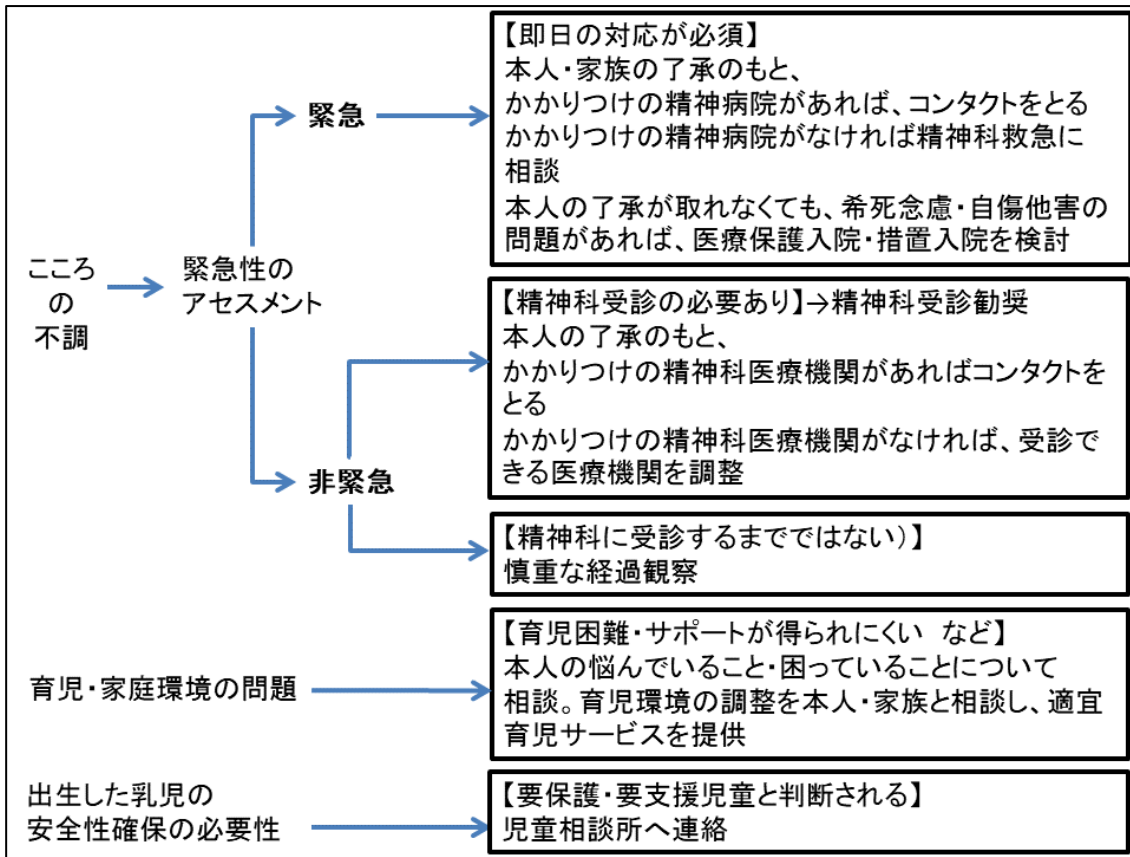 こころ
の
不調
緊急性の
アセスメント
緊急
【即日の対応が必須】
本人・家族の了承のもと、
かかりつけの精神病院があれば、コンタクトをとる
かかりつけの精神病院がなければ精神科救急に
相談
本人の了承が取れなくても、希死念慮・自傷他害の
問題があれば、医療保護入院・措置入院を検討
非緊急
【精神科受診の必要あり】→精神科受診勧奨
本人の了承のもと、
かかりつけの精神科医療機関があればコンタクトを
とる
かかりつけの精神科医療機関がなければ、受診で
きる医療機関を調整
【精神科に受診するまでではない）】
慎重な経過観察
育児・家庭環境の問題
【育児困難・サポートが得られにくい　など】
本人の悩んでいること・困っていることについて
相談。育児環境の調整を本人・家族と相談し、適宜
育児サービスを提供
出生した乳児の
安全性確保の必要性
【要保護・要支援児童と判断される】
児童相談所へ連絡